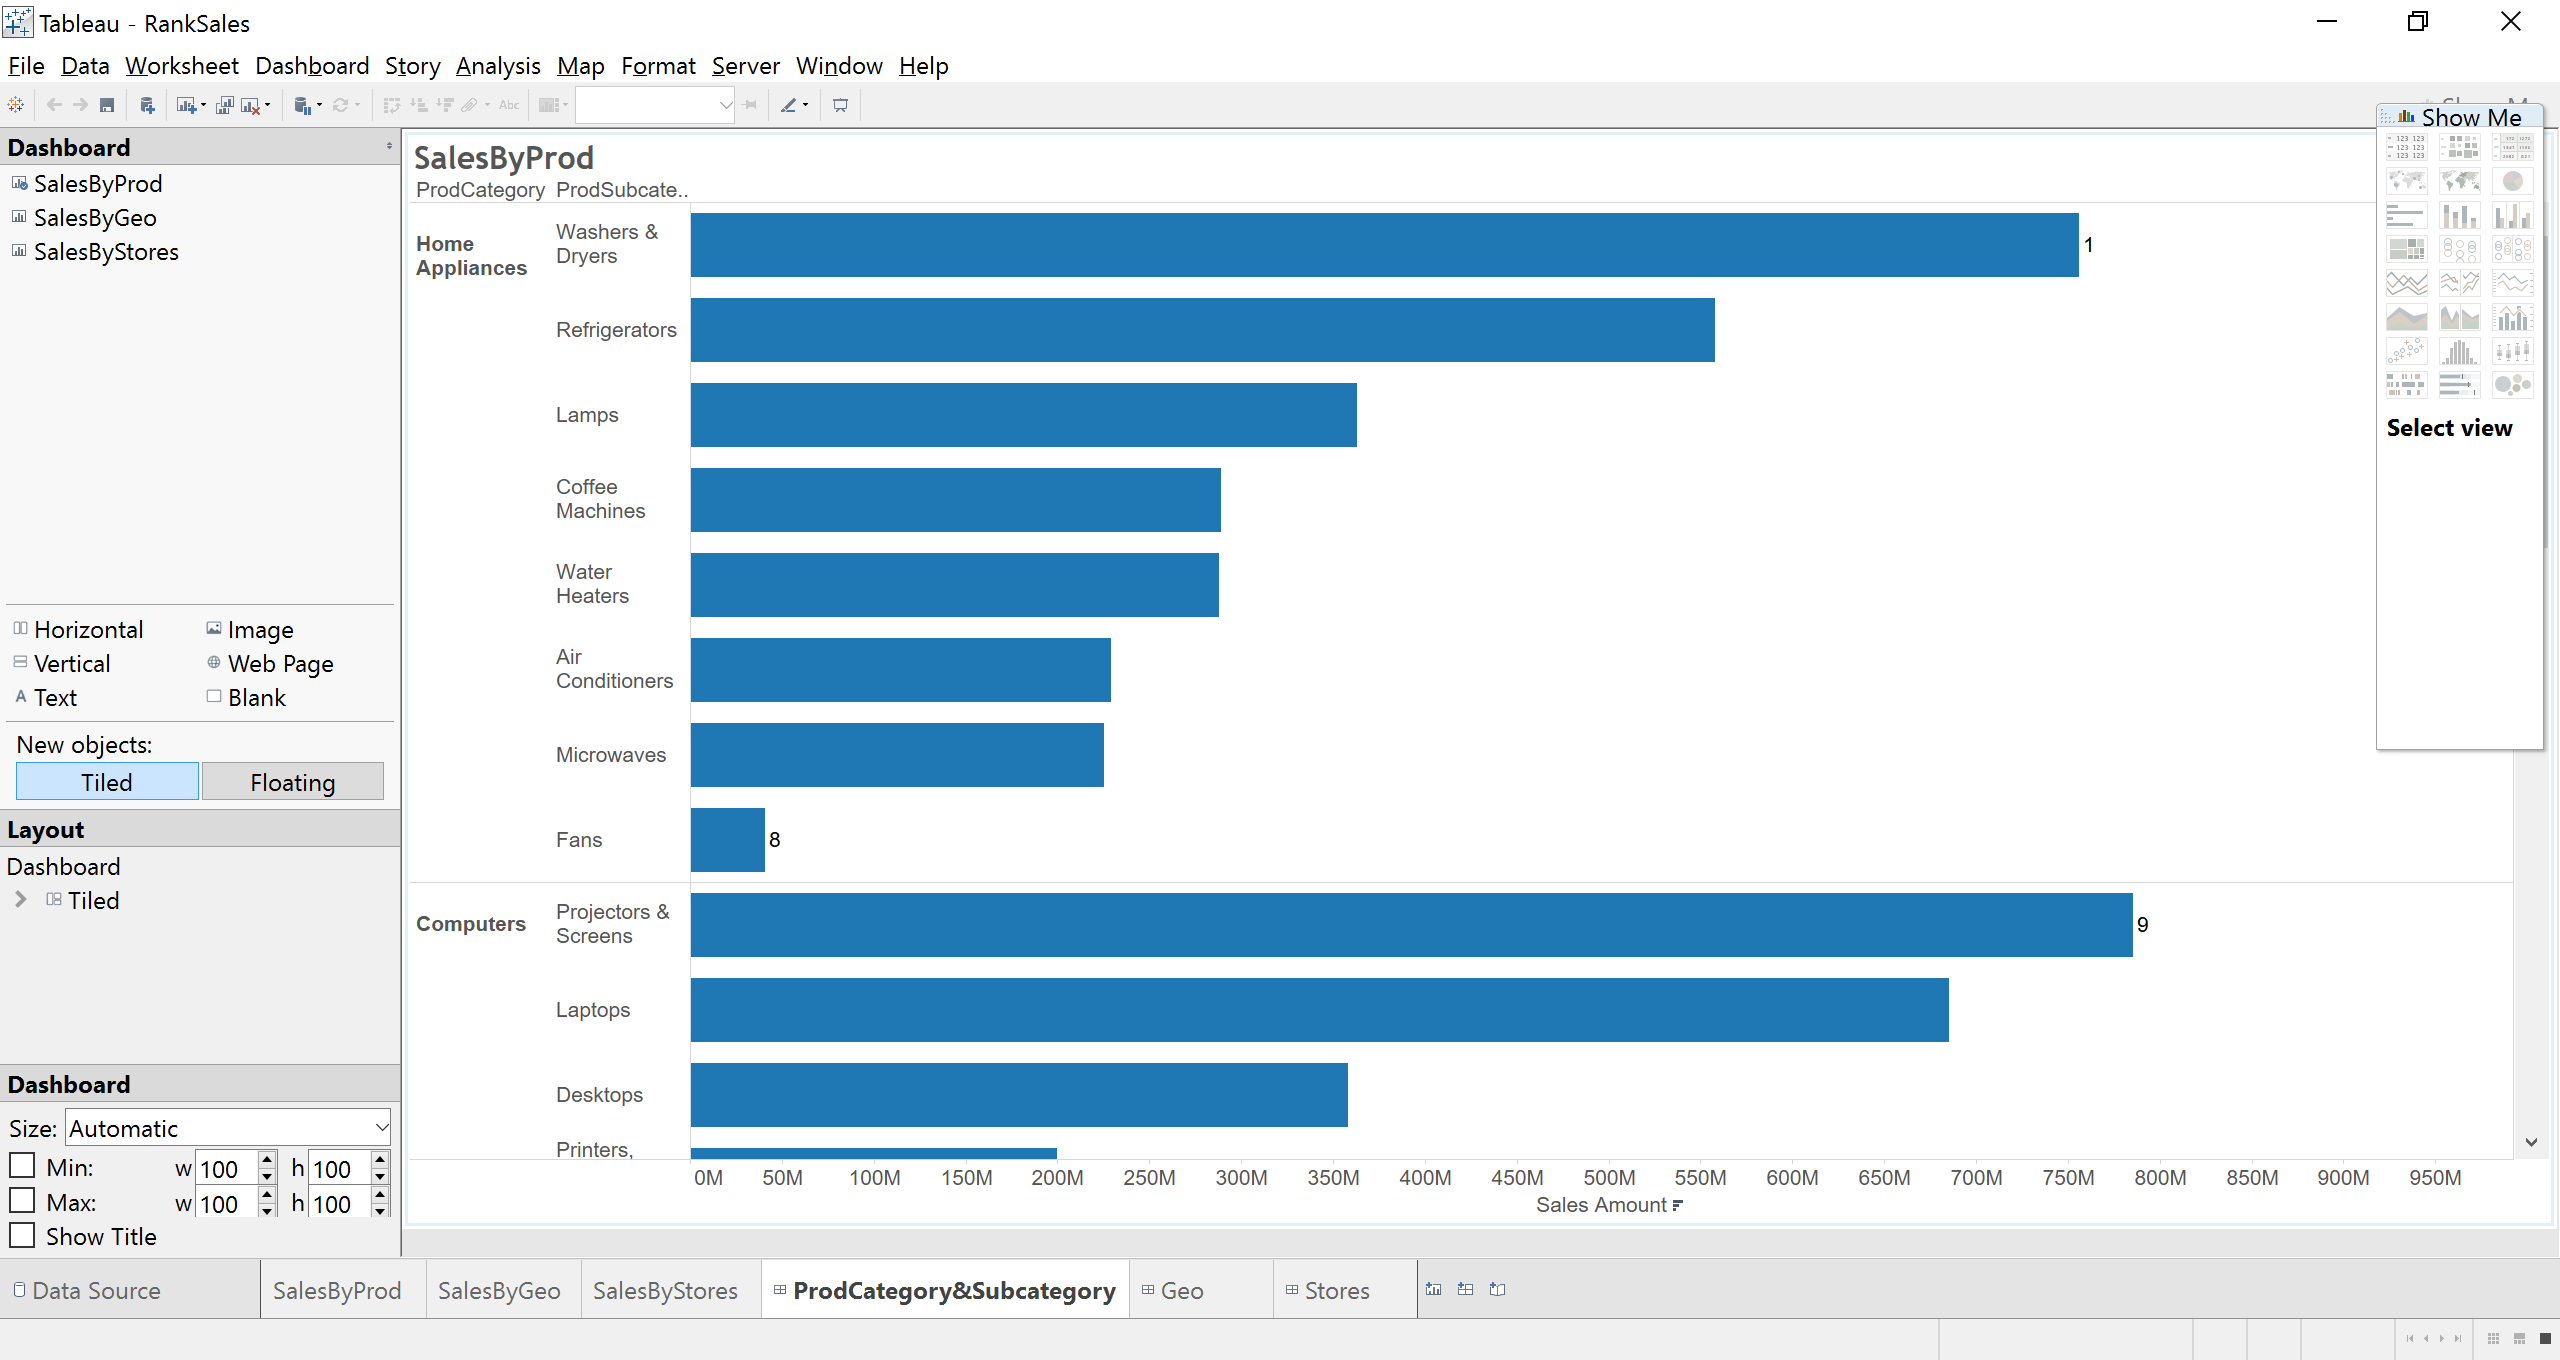 Tableau - RankSales
File Data Worksheet Dashboard Story Analysis Map Format Server Window Help
Abc
Show Me
Dashboard
SalesByProd
SalesByGeo
SalesByStores
Horizontal Image
Vertical Web Page
A Text Blank
New objects:
Tiled Floating
Layout
Dashboard
Tiled
Dashboard
Size: Automatic
Min: w 100 h 100
Max: w 100 h 100
Show Title
SalesByProd
ProdCategory ProdSubcate..
Home
Appliances
Washers &
Dryers
1
Refrigerators
Lamps
Coffee
Machines
Water
Heaters
Air
Conditioners
Microwaves
Fans
8
Computers
Projectors &
Screens
9
Laptops
Desktops
Printers,
0M 50M 100M 150M 200M 250M 300M 350M 400M 450M 500M 550M 600M 650M 700M 750M 800M 850M 900M 950M
Sales Amount
Select view
Data Source SalesByProd SalesByGeo SalesByStores ProdCategory&Subcategory Geo Stores